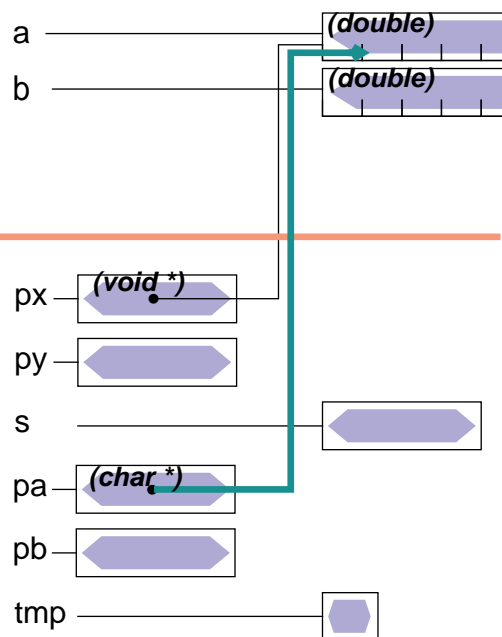 a (double)
b (double)
px (void *)
py
s
pa (char *)
pb
tmp